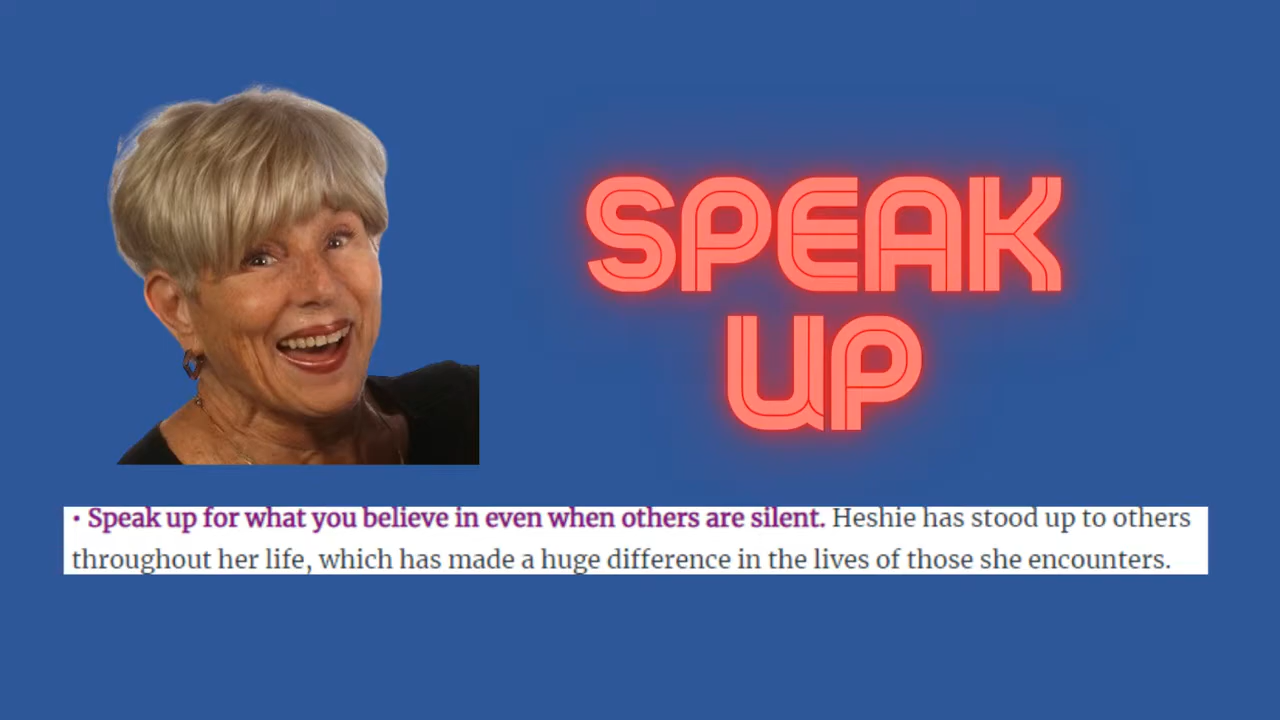 SPEAK
UP
• Speak up for what you believe in even when others are silent. Heshie has stood up to others
throughout her life, which has made a huge difference in the lives of those she encounters.